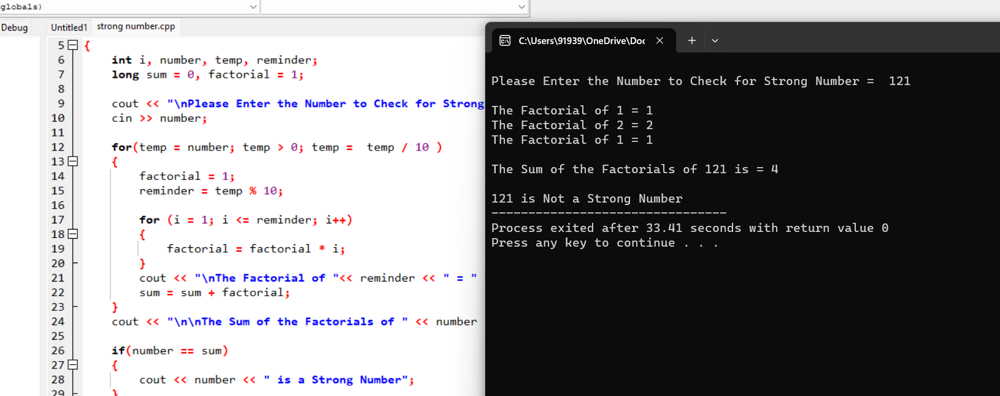 globals)
Debug
Untitled1
strong number.cpp
5 {
6 int i, number, temp, reminder;
7 long sum = 0, factorial = 1;
8
9 cout << "\nPlease Enter the Number to Check for Strong
10 cin >> number;
11
12 for(temp = number; temp > 0; temp =  temp / 10 )
13 {
14 factorial = 1;
15 reminder = temp % 10;
16
17 for (i = 1; i <= reminder; i++)
18 {
19 factorial = factorial * i;
20 }
21 cout << "\nThe Factorial of "<< reminder << " = "
22 sum = sum + factorial;
23 }
24 cout << "\n\nThe Sum of the Factorials of " << number
25
26 if(number == sum)
27 {
28 cout << number << " is a Strong Number";
29 }
C:\Users\91939\OneDrive\Doc
Please Enter the Number to Check for Strong Number =  121
The Factorial of 1 = 1
The Factorial of 2 = 2
The Factorial of 1 = 1
The Sum of the Factorials of 121 is = 4
121 is Not a Strong Number
--------------------------------
Process exited after 33.41 seconds with return value 0
Press any key to continue . . .